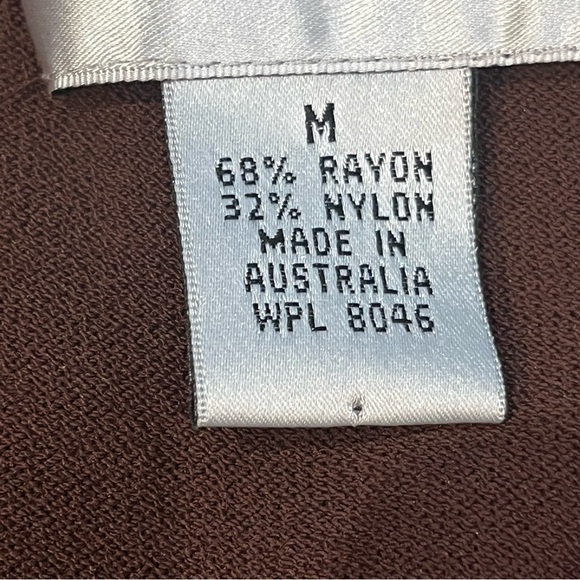 M
68% RAYON
32% NYLON
MADE IN
AUSTRALIA
WPL 8046